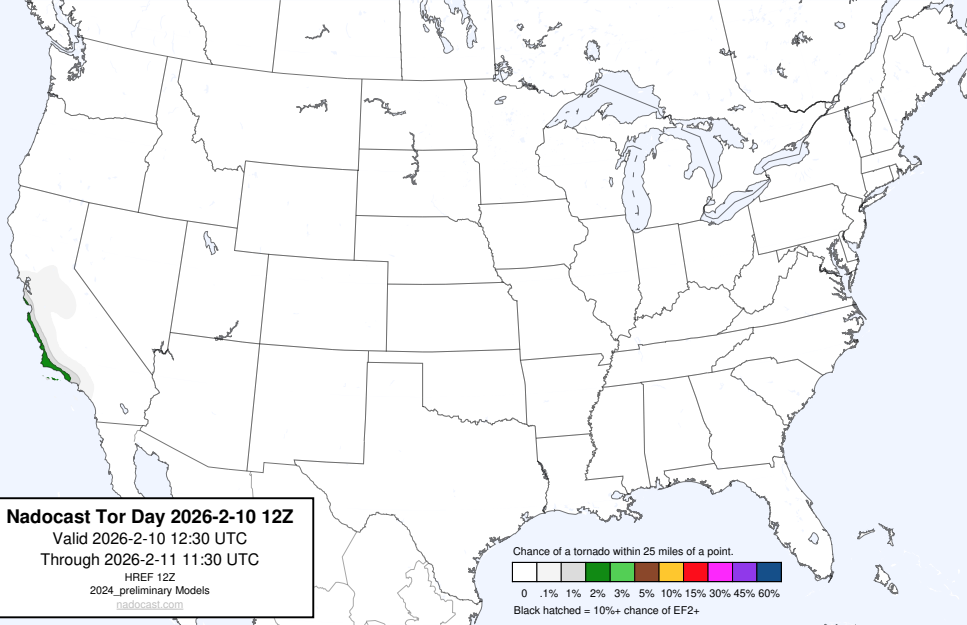 Nadocast Tor Day 2026-2-10 12Z
Valid 2026-2-10 12:30 UTC
Through 2026-2-11 11:30 UTC
HREF 12Z
2024_preliminary Models
nadocast.com
Chance of a tornado within 25 miles of a point.
0 .1% 1% 2% 3% 5% 10% 15% 30% 45% 60%
Black hatched = 10%+ chance of EF2+